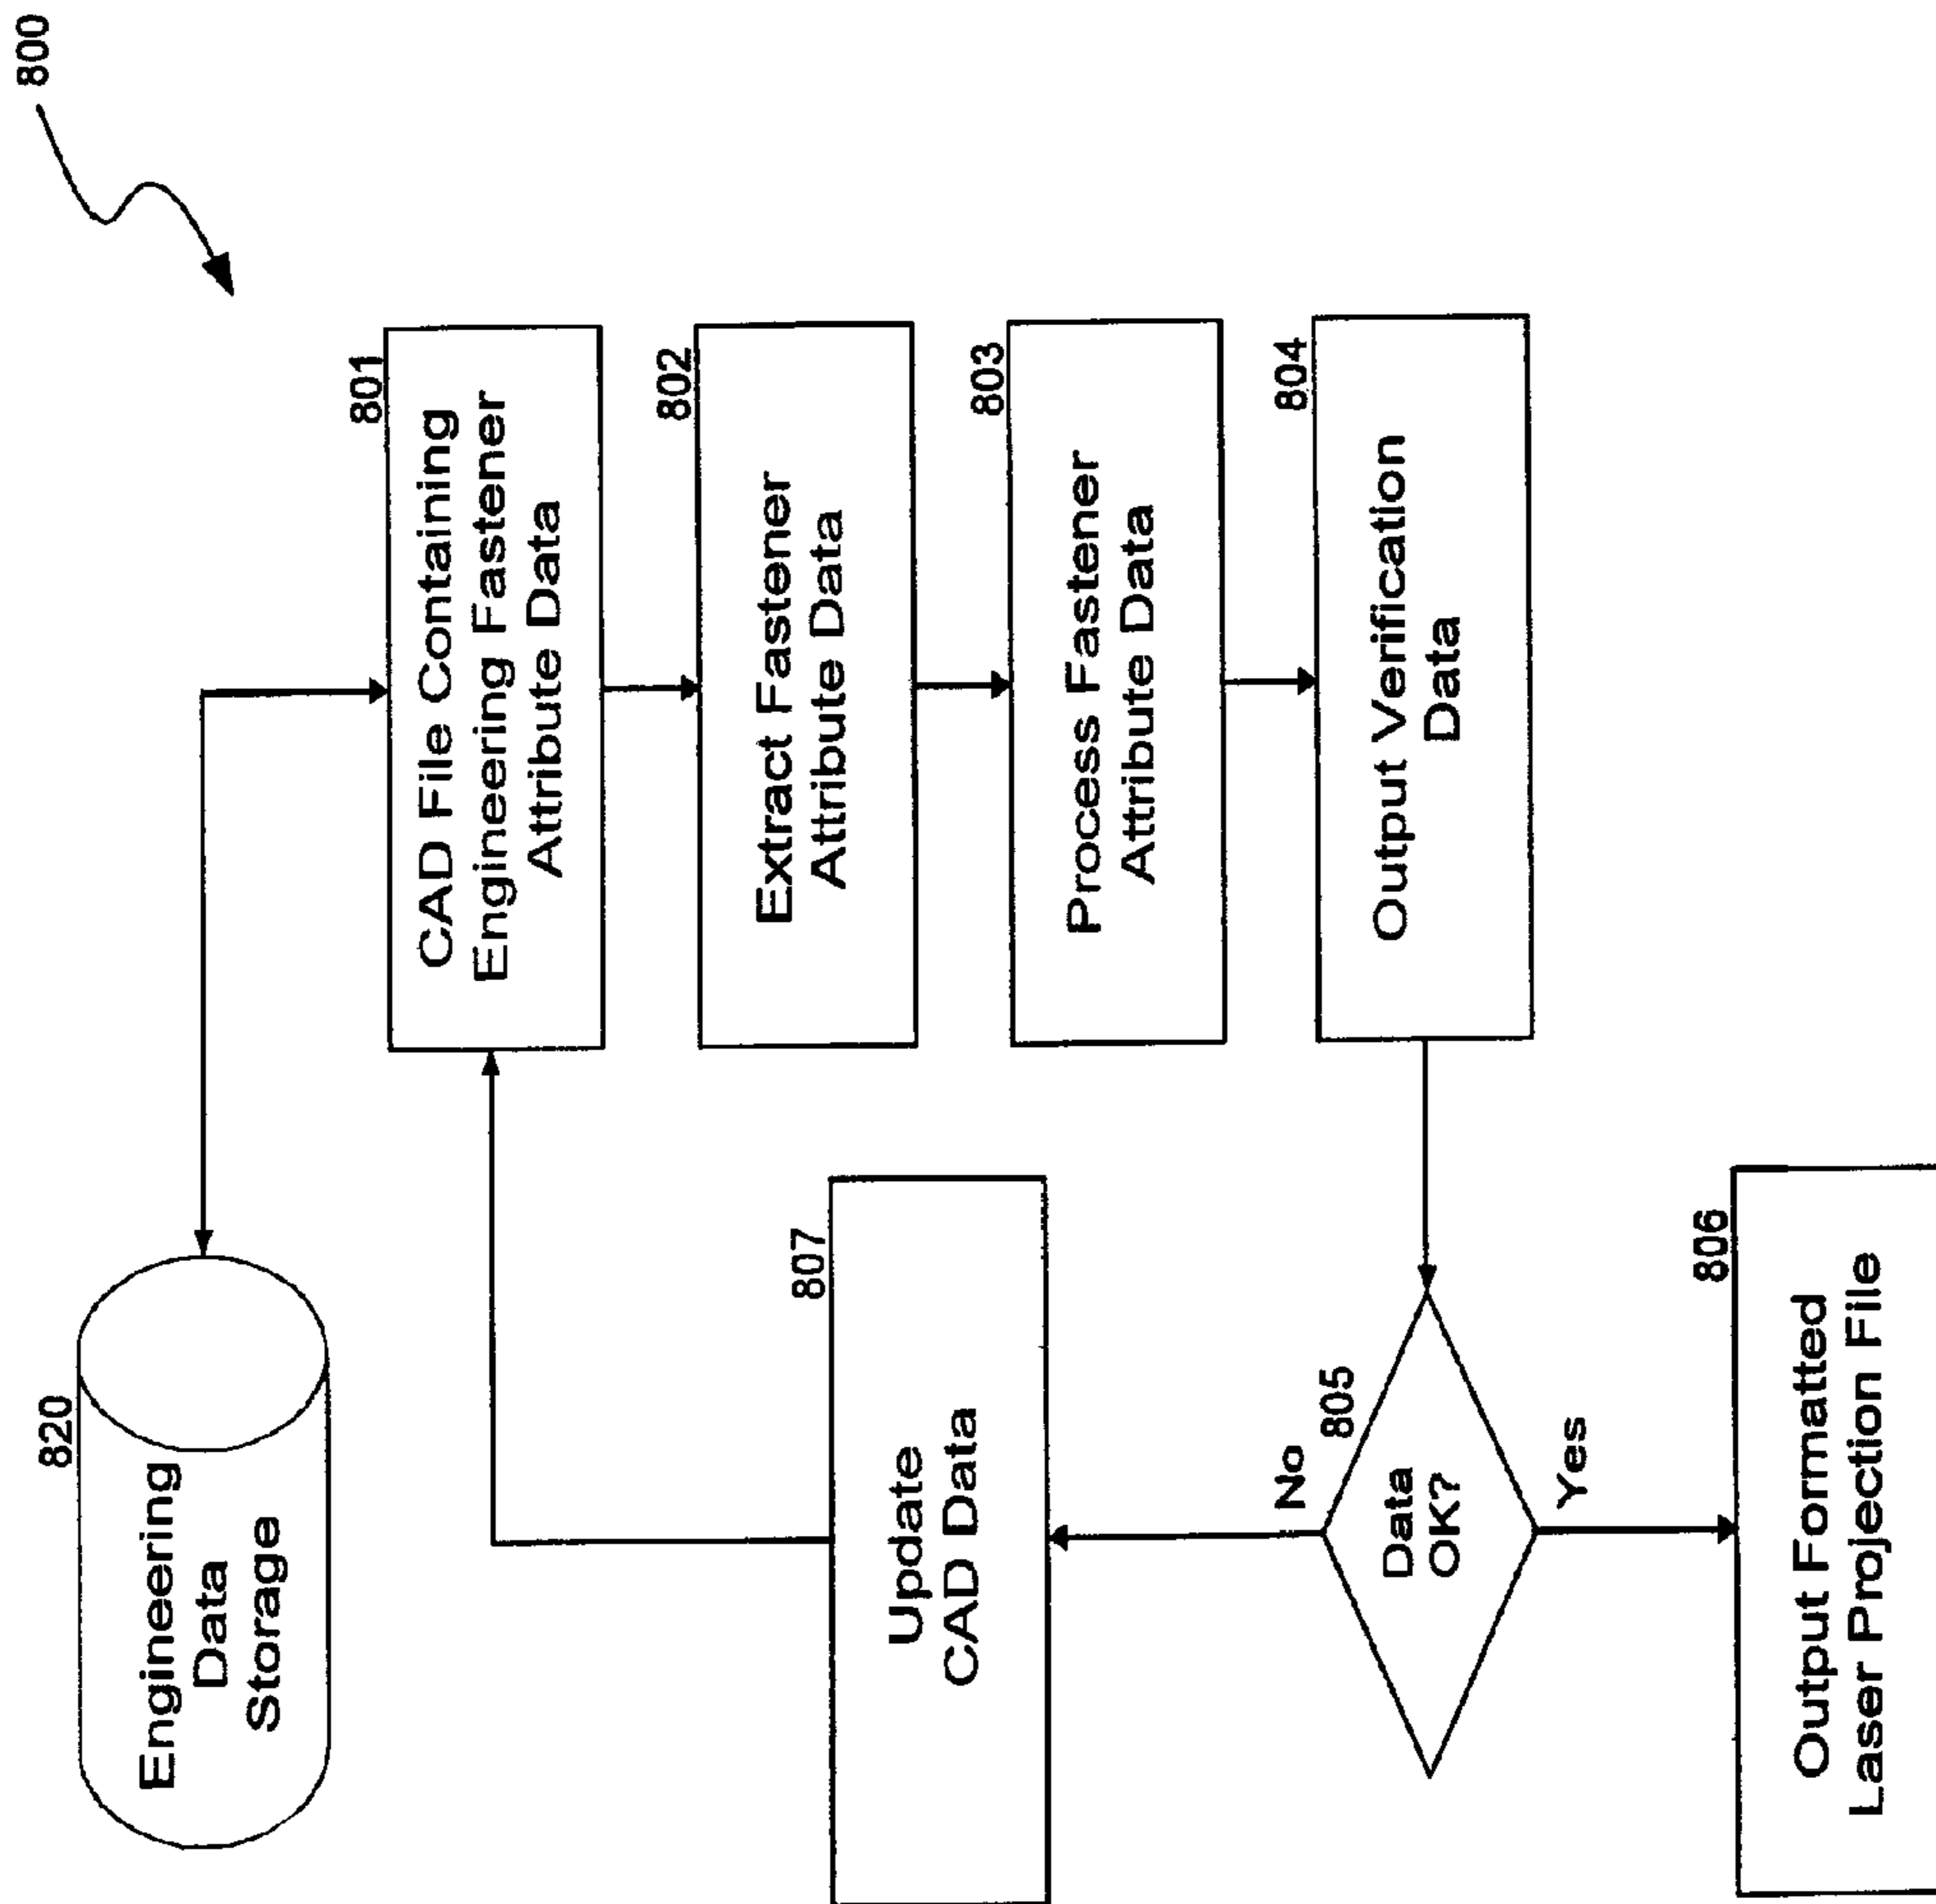 800
820
Engineering
Data
Storage
801
CAD File Containing
Engineering Fastener
Attribute Data
802
Extract Fastener
Attribute Data
803
Process Fastener
Attribute Data
804
Output Verification
Data
805
Data
OK?
No
Yes
807
Update
CAD Data
806
Output Formatted
Laser Projection File